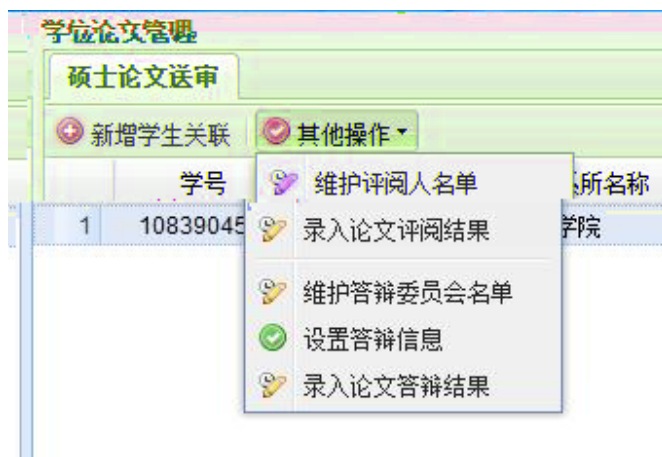 学位论文管理
硕士论文送审
新增学生关联 其他操作
学号 所名称
1 10839045 学院
维护评阅人名单
录入论文评阅结果
维护答辩委员会名单
设置答辩信息
录入论文答辩结果